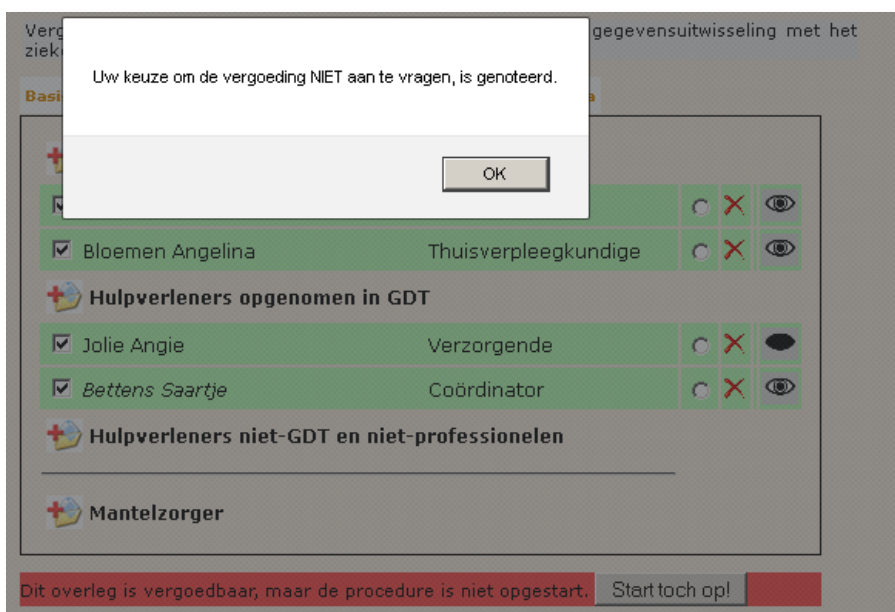 Verg gegevensuitwisseling met het
ziek
Uw keuze om de vergoeding NIET aan te vragen, is genoteerd.
Basi a
OK
Bloemen Angelina Thuisverpleegkundige
Hulpverleners opgenomen in GDT
Jolie Angie Verzorgende
Bettens Saartje Coördinator
Hulpverleners niet-GDT en niet-professionelen
Mantelzorger
Dit overleg is vergoedbaar, maar de procedure is niet opgestart. Start toch op!